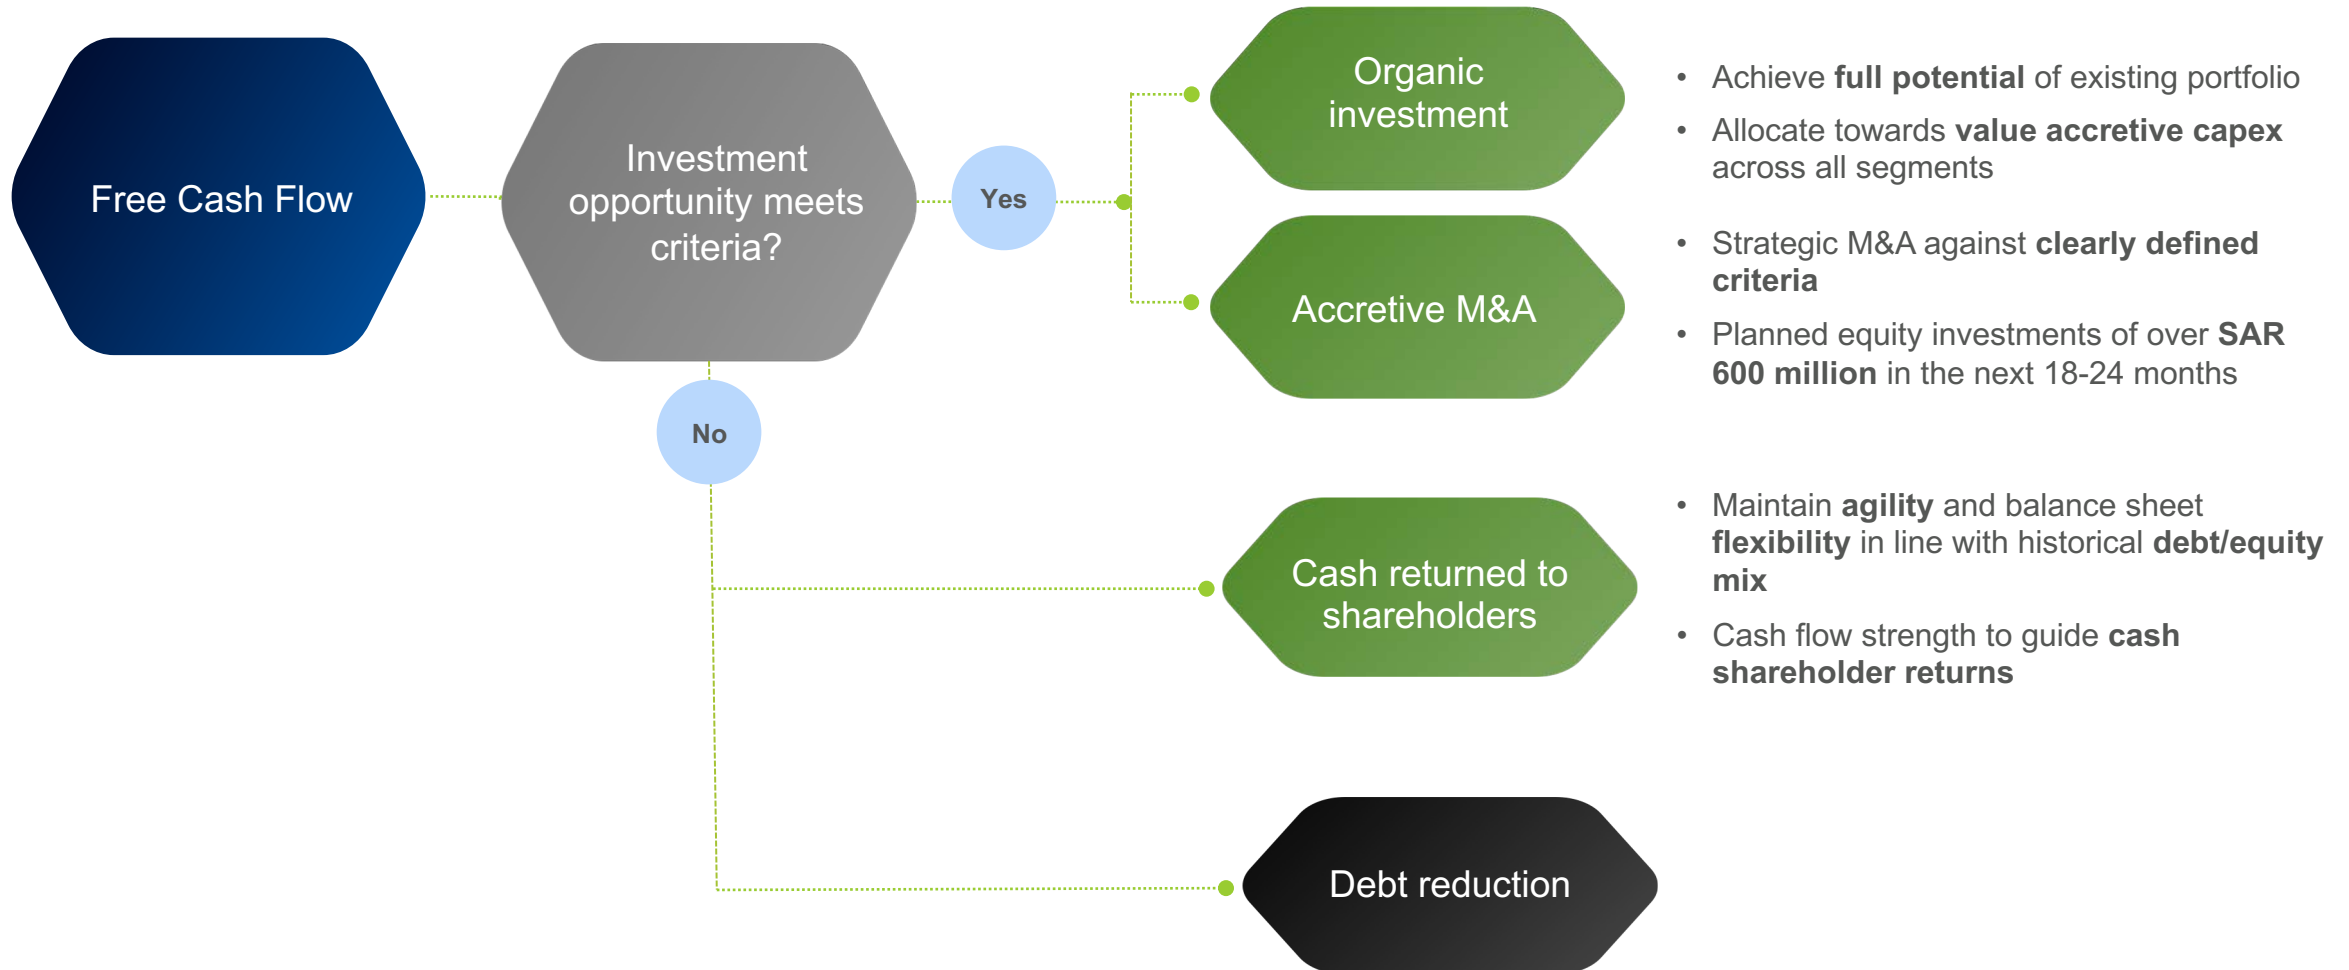 Free Cash Flow
Investment
opportunity meets
criteria?
Yes
No
Organic
investment
• Achieve full potential of existing portfolio
• Allocate towards value accretive capex
across all segments
Accretive M&A
• Strategic M&A against clearly defined
criteria
• Planned equity investments of over SAR
600 million in the next 18-24 months
Cash returned to
shareholders
• Maintain agility and balance sheet
flexibility in line with historical debt/equity
mix
• Cash flow strength to guide cash
shareholder returns
Debt reduction